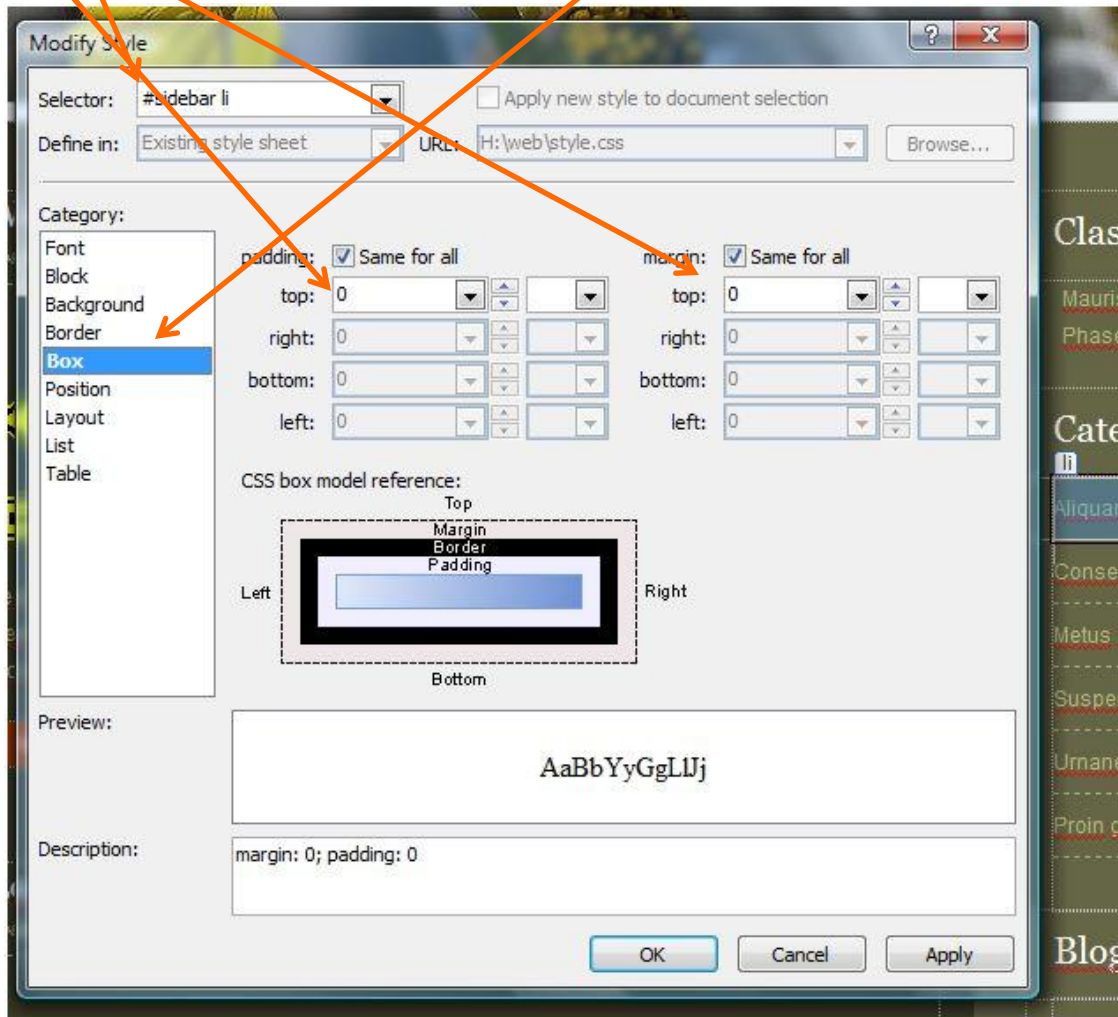 Modify Style
Selector: #sidebar li Apply new style to document selection
Define in: Existing style sheet URL: H:\web\style.css Browse...
Category:
Font
Block
Background
Border
Box
Position
Layout
List
Table
padding: Same for all margin: Same for all
top: 0 top: 0
right: 0 right: 0
bottom: 0 bottom: 0
left: 0 left: 0
CSS box model reference:
Top
Margin
Border
Padding
Left Right
Bottom
Preview:
AaBbYyGgLlJj
Description: margin: 0; padding: 0
OK Cancel Apply
Clas
Mauris
Phase
Cate
li
Aliquar
Conse
Metus
Suspe
Urnane
Proin
Blog